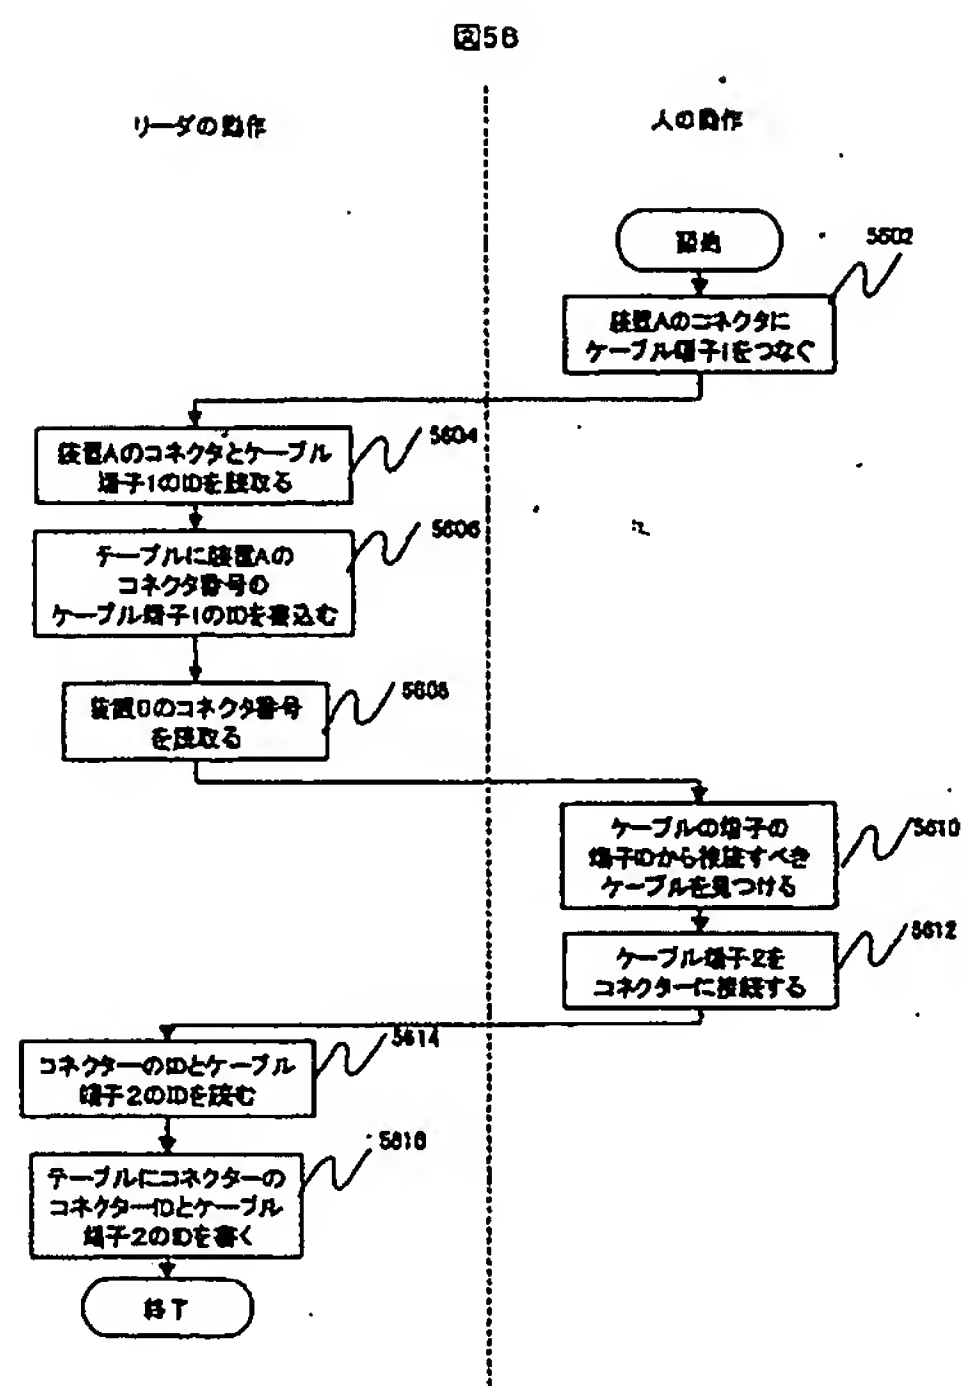 図56
リーダの動作
人の動作
開始
5602
装置Aのコネクタに
ケーブル端子1をつなぐ
5604
装置Aのコネクタとケーブル
端子1のIDを読取る
5606
テーブルに装置Aの
コネクタ番号の
ケーブル端子1のIDを書込む
装置Bのコネクタ番号
を読取る
5610
ケーブルの端子の
端子IDから接続すべき
ケーブルを見つける
5612
ケーブル端子2を
コネクターに接続する
5614
コネクターのIDとケーブル
端子2のIDを読む
5616
テーブルにコネクターの
コネクターIDとケーブル
端子2のIDを書く
終了